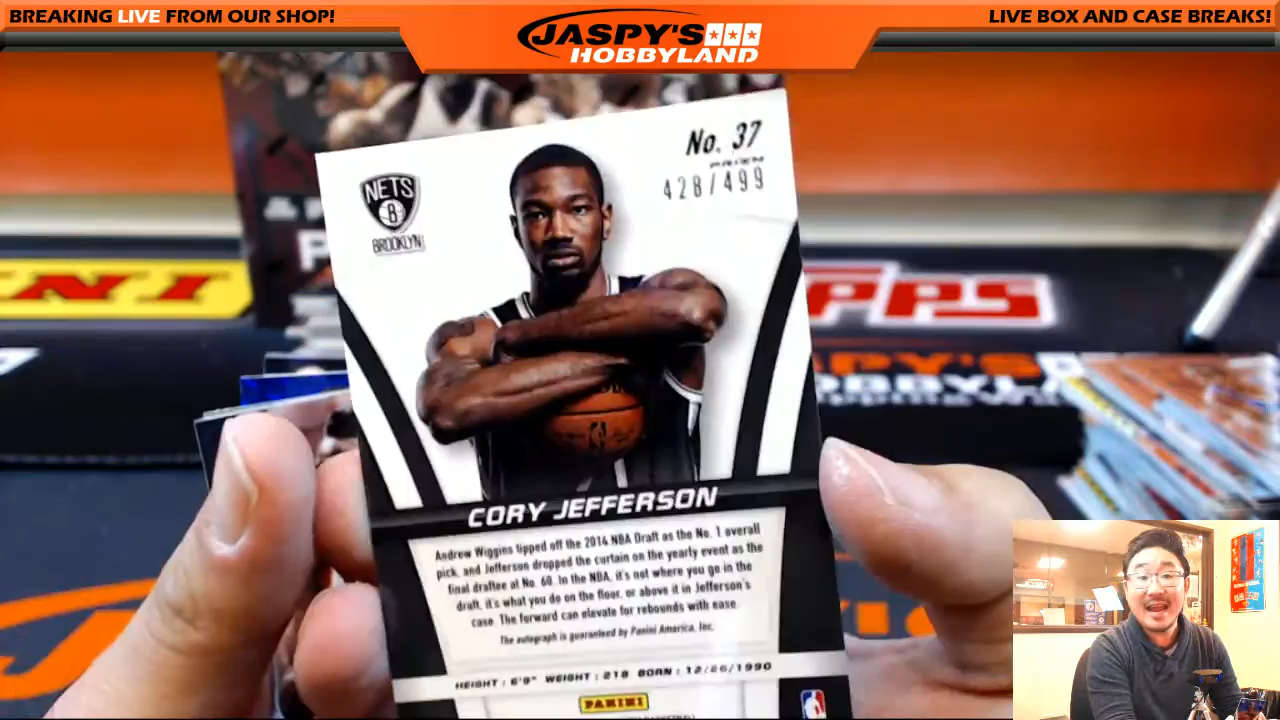 BREAKING LIVE FROM OUR SHOP!
JASPY'S
HOBBYLAND
LIVE BOX AND CASE BREAKS!
No. 37
PRIZM
428/499
NETS
B
BROOKLYN
CORY JEFFERSON
Andrew Wiggins tipped off the 2014 NBA Draft as the No. 1 overall
pick, and Jefferson dropped the curtain on the yearly event as the
final draftee at No. 60. In the NBA, it's not where you go in the
draft, it's what you do on the floor, or above it in Jefferson's
case. The forward can elevate for rebounds with ease.
The autograph is guaranteed by Panini America, Inc.
HEIGHT : 6'9" WEIGHT : 218 BORN : 12/26/1990
PANINI
JASPY'S